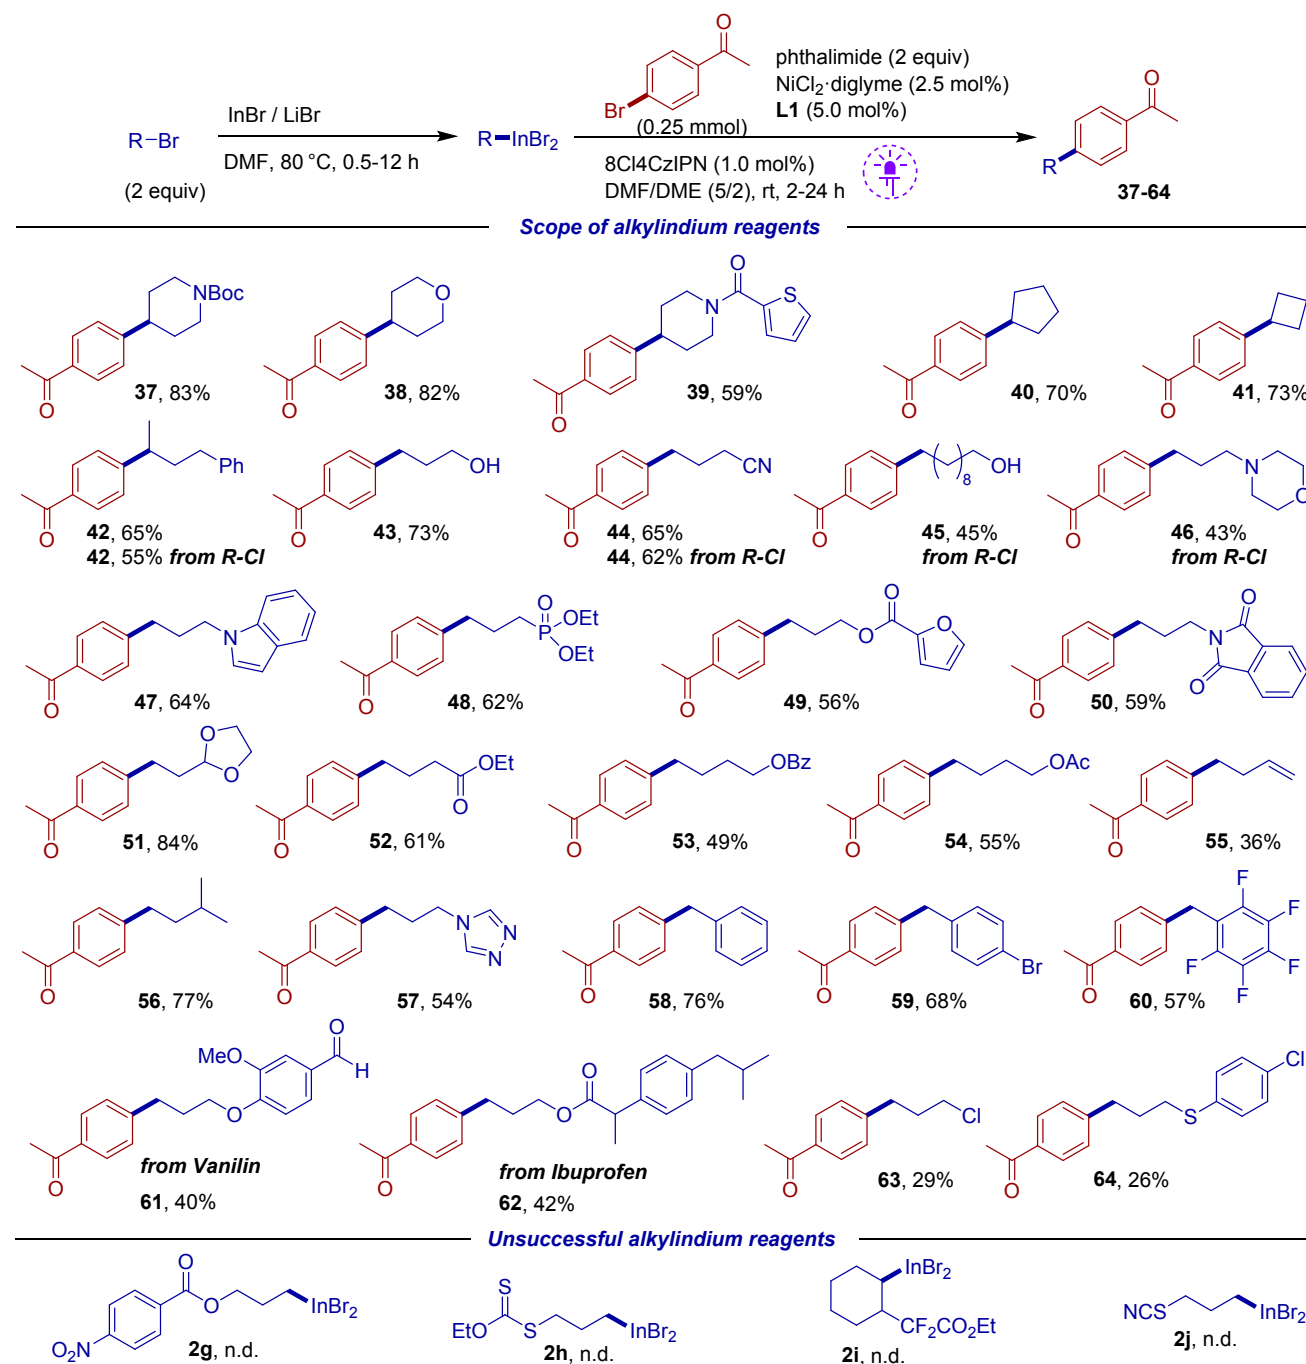 R-Br
(2 equiv)
InBr / LiBr
DMF, 80 °C, 0.5-12 h
R-InBr2
Br
O
(0.25 mmol)
phthalimide (2 equiv)
NiCl2·diglyme (2.5 mol%)
L1 (5.0 mol%)
8Cl4CzIPN (1.0 mol%)
DMF/DME (5/2), rt, 2-24 h
O
R
37-64
Scope of alkylindium reagents
N Boc
O
37, 83%
O
O
38, 82%
O
N
S
O
39, 59%
O
40, 70%
O
41, 73%
Ph
O
42, 65%
42, 55% from R-Cl
OH
O
43, 73%
CN
O
44, 65%
44, 62% from R-Cl
( )8 OH
O
45, 45%
from R-Cl
N
O
O
46, 43%
from R-Cl
N
O
47, 64%
O
OEt
P
OEt
O
48, 62%
O
O
O
O
49, 56%
O
N
O
O
50, 59%
O
O
O
51, 84%
OEt
O
O
52, 61%
OBz
O
53, 49%
OAc
O
54, 55%
O
55, 36%
O
56, 77%
N
N
N
O
57, 54%
O
58, 76%
Br
O
59, 68%
F
F
F
F
F
O
60, 57%
O
MeO
H
O
O
from Vanilin
61, 40%
O
O
O
from Ibuprofen
62, 42%
Cl
O
63, 29%
Cl
S
O
64, 26%
Unsuccessful alkylindium reagents
O
O
InBr2
O2N
2g, n.d.
S
EtO
S
InBr2
2h, n.d.
InBr2
CF2CO2Et
2i, n.d.
NCS
InBr2
2j, n.d.